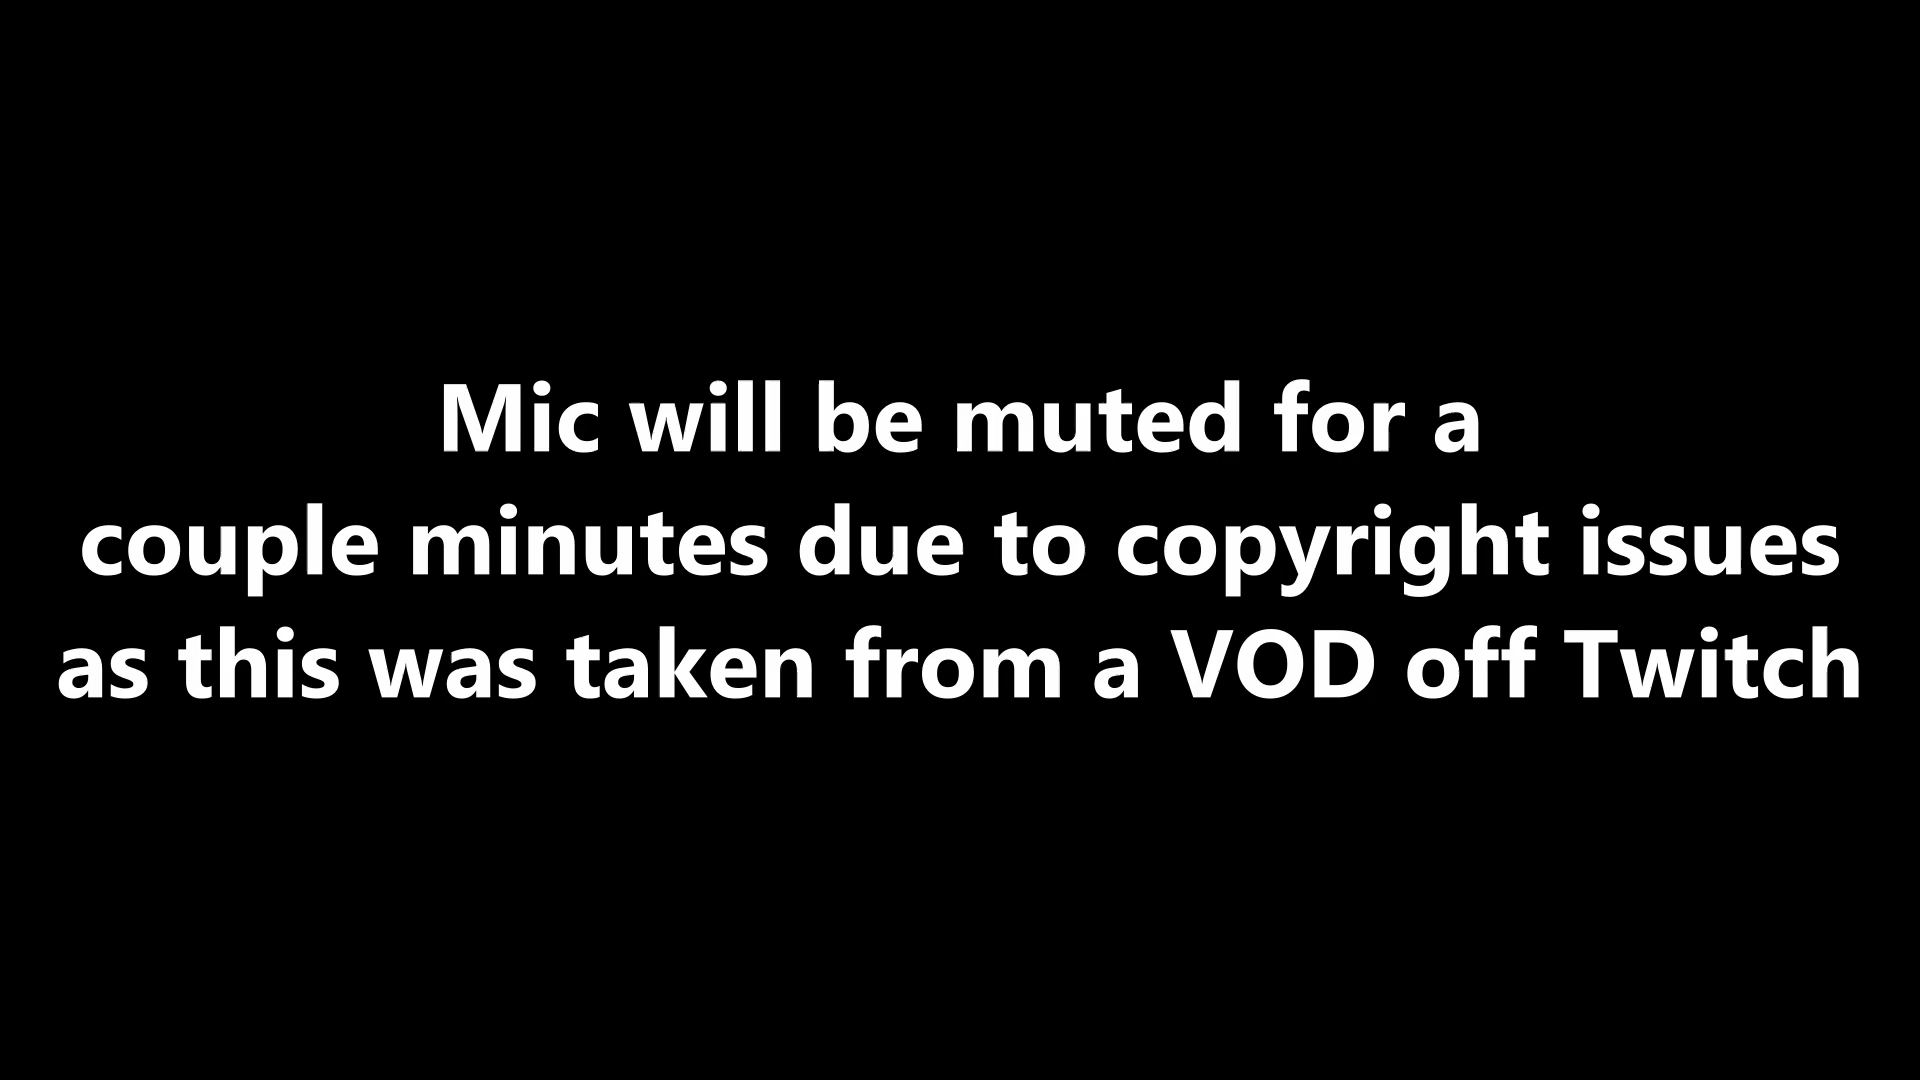 Mic will be muted for a
couple minutes due to copyright issues
as this was taken from a VOD off Twitch